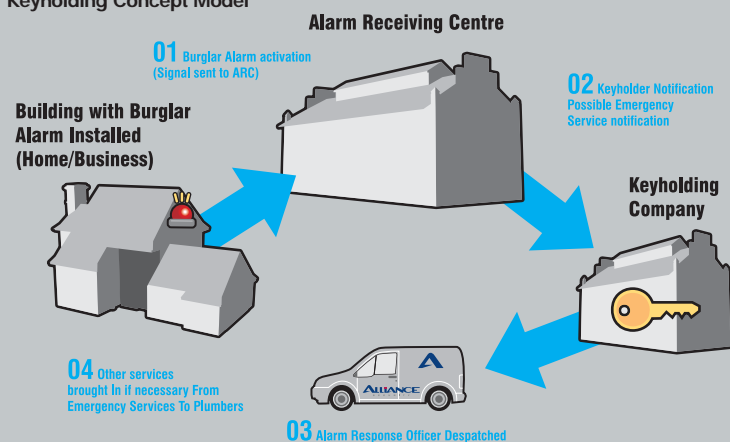 Keyholding Concept Model
Alarm Receiving Centre
01 Burglar Alarm activation
(Signal sent to ARC)
02 Keyholder Notification
Possible Emergency
Service notification
Building with Burglar
Alarm Installed
(Home/Business)
Keyholding
Company
ALLIANCE
04 Other services
brought In if necessary From
Emergency Services To Plumbers
03 Alarm Response Officer Despatched